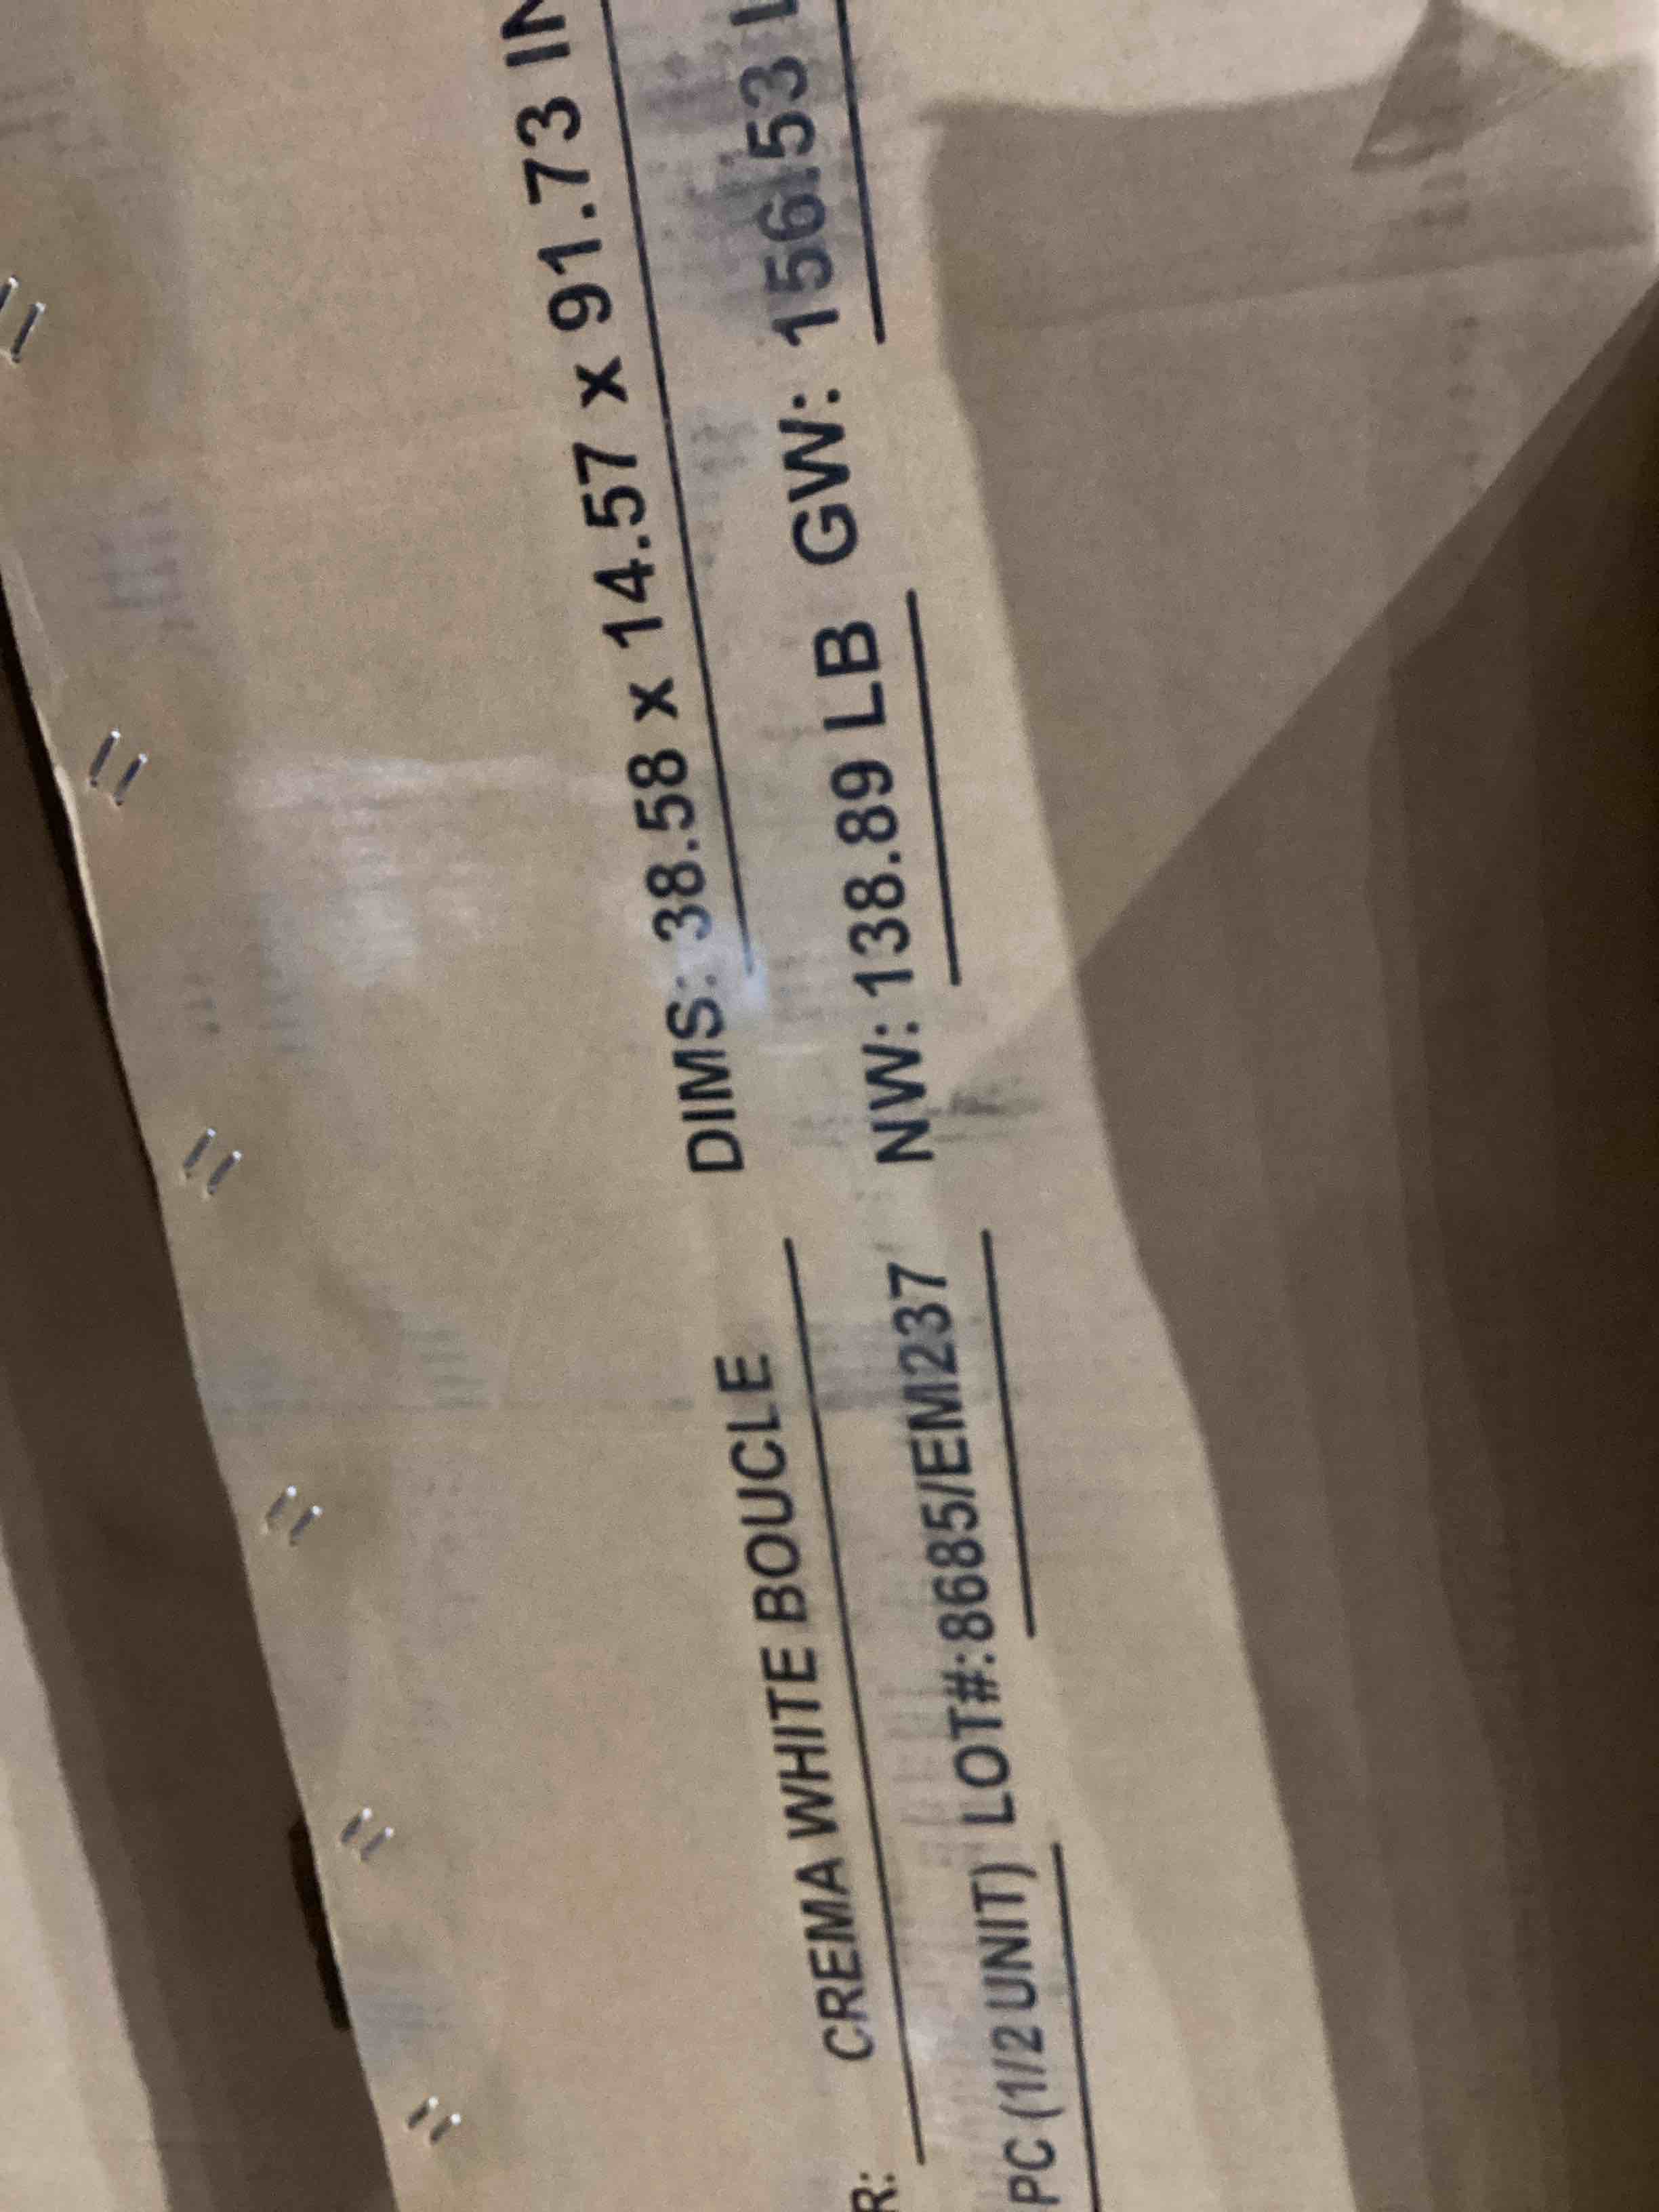 R: CREMA WHITE BOUCLE DIMS: 38.58 x 14.57 x 91.73 IN
PC (1/2 UNIT) LOT#:8685/EM237 NW: 138.89 LB GW: 156.53 L